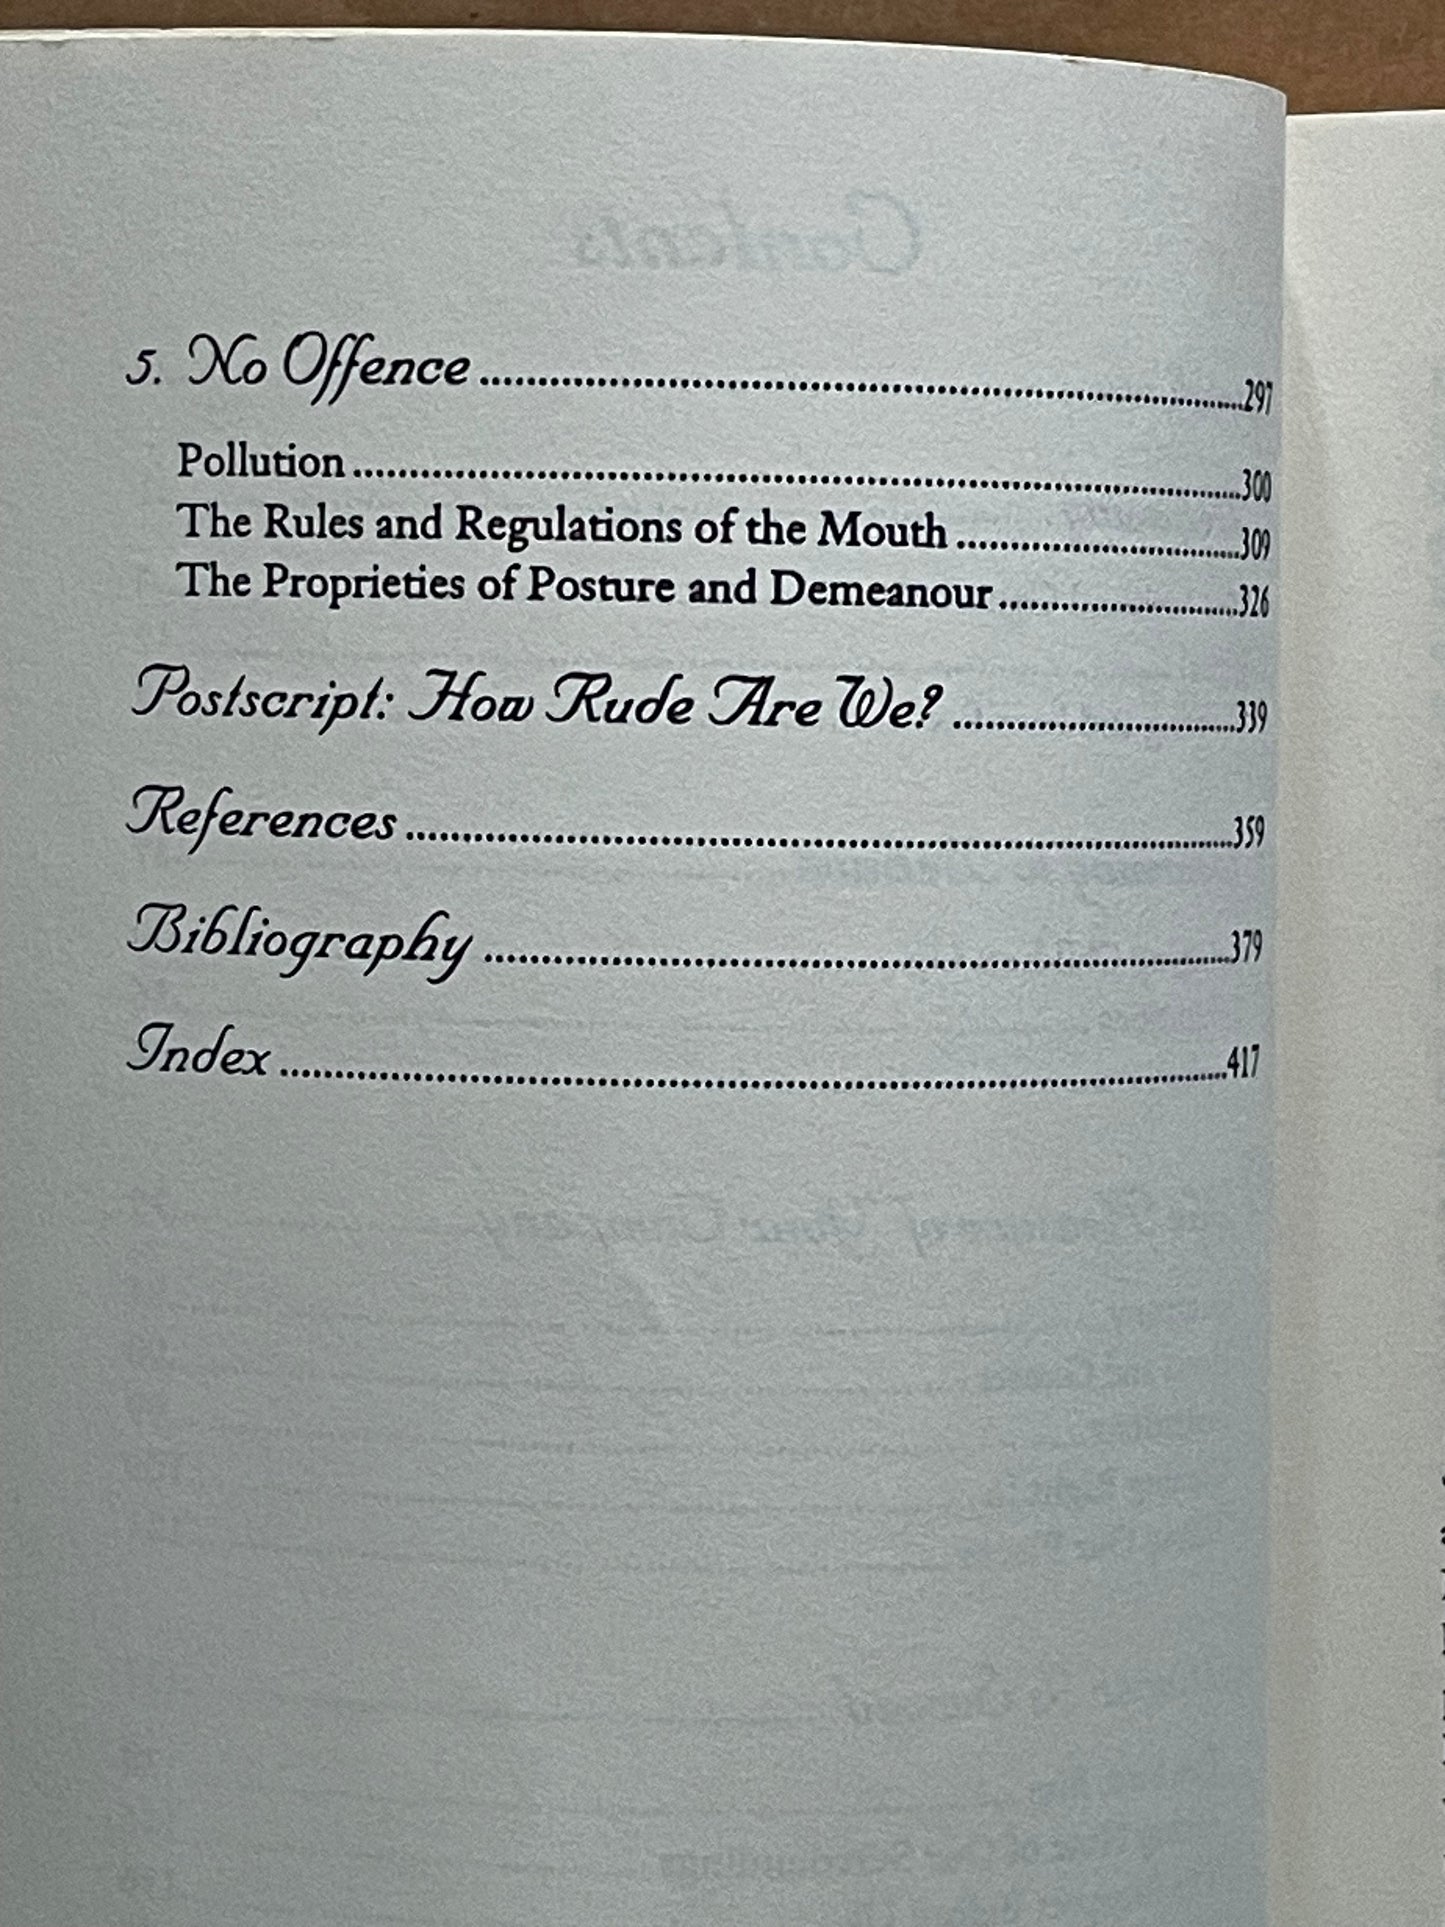 5. No Offence ........ 297
Pollution ........ 300
The Rules and Regulations of the Mouth ........ 309
The Proprieties of Posture and Demeanour ........ 326
Postscript: How Rude Are We? ........ 339
References ........ 359
Bibliography ........ 379
Index ........ 417